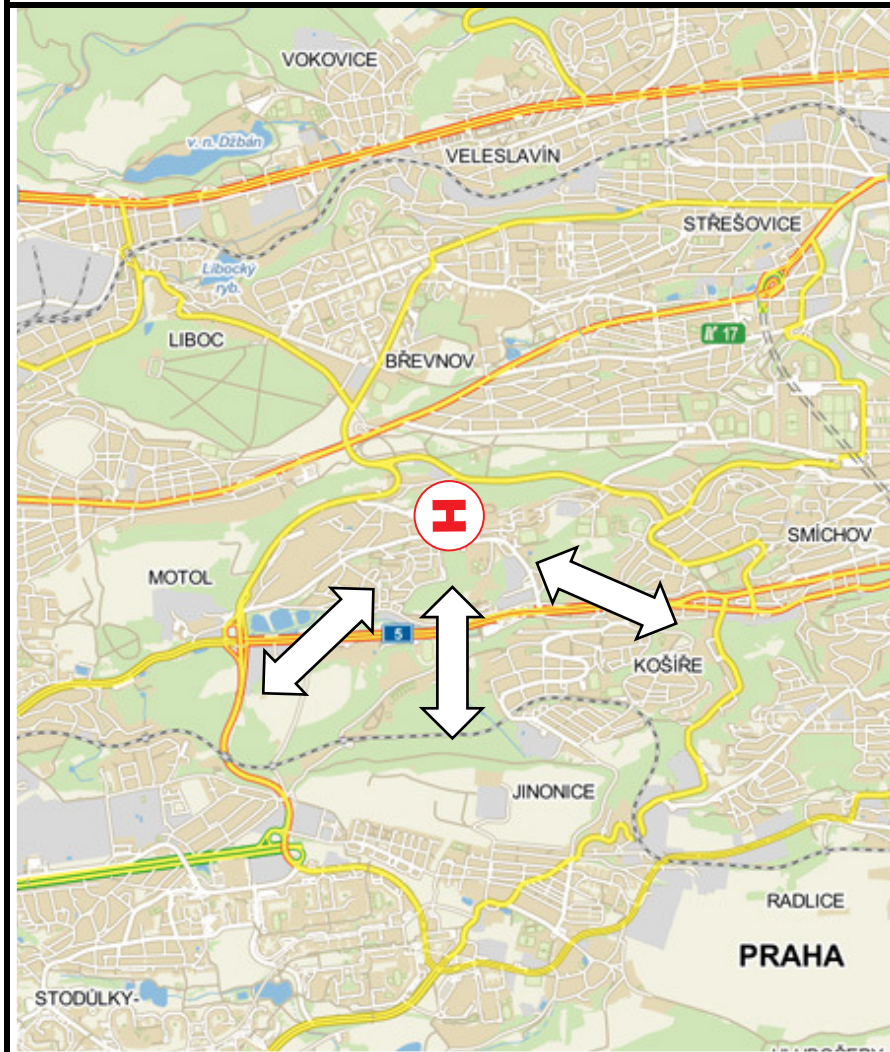 VOKOVICE
v. n. Džbán
VELESLAVÍN
STŘEŠOVICE
Libocký
ryb.
LIBOC
R 17
BŘEVNOV
H
SMÍCHOV
MOTOL
5
KOŠÍŘE
JINONICE
RADLICE
PRAHA
STODŮLKY-